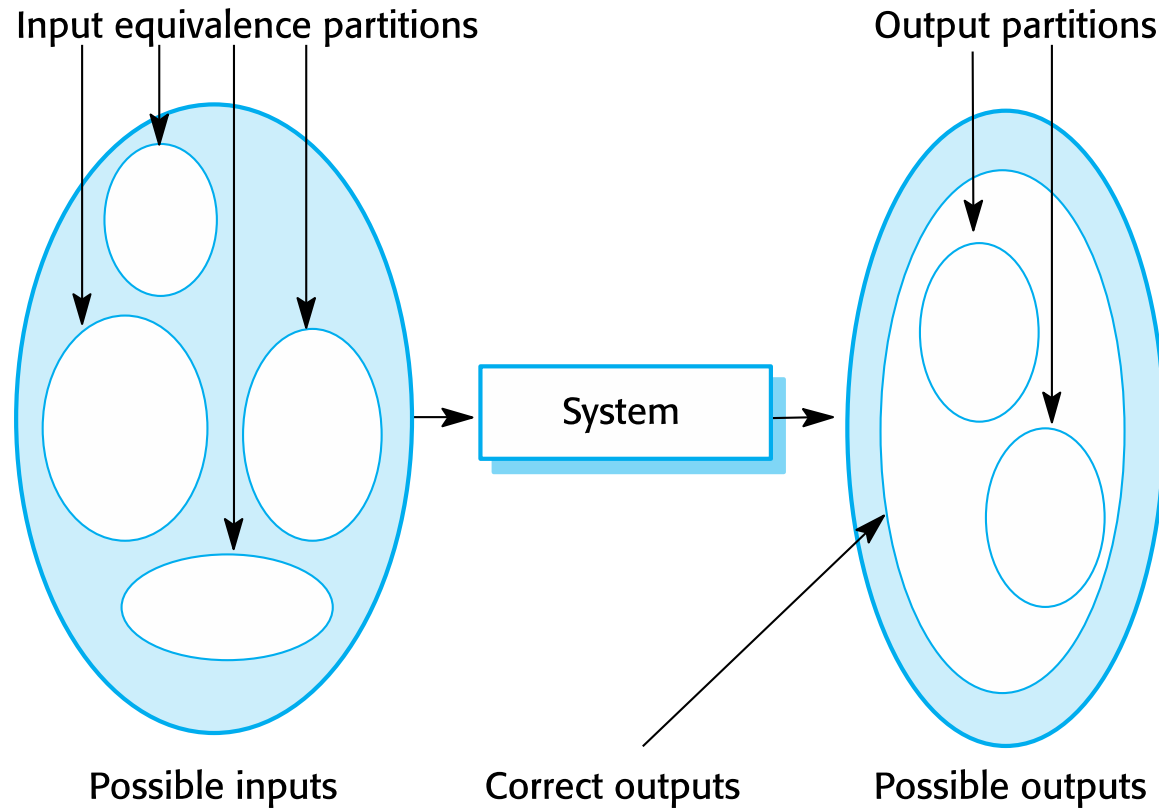 Input equivalence partitions
Output partitions
System
Possible inputs
Correct outputs
Possible outputs